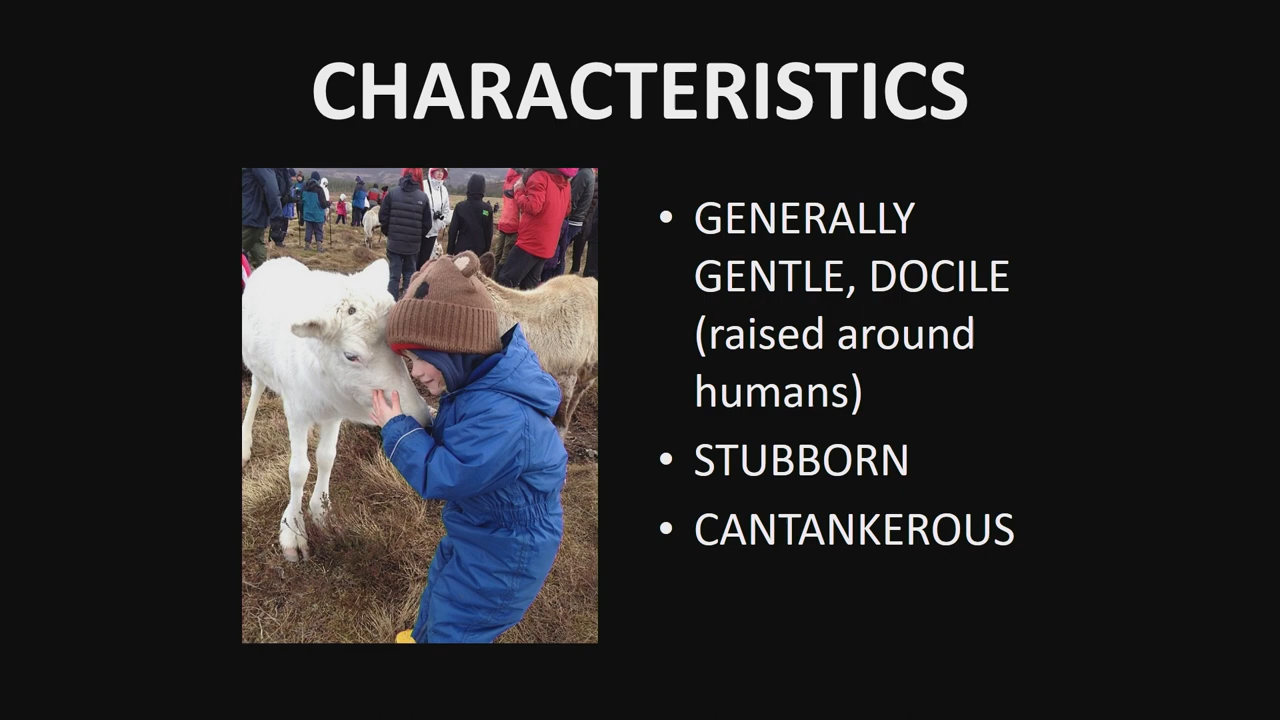 CHARACTERISTICS
• GENERALLY
GENTLE, DOCILE
(raised around
humans)
• STUBBORN
• CANTANKEROUS